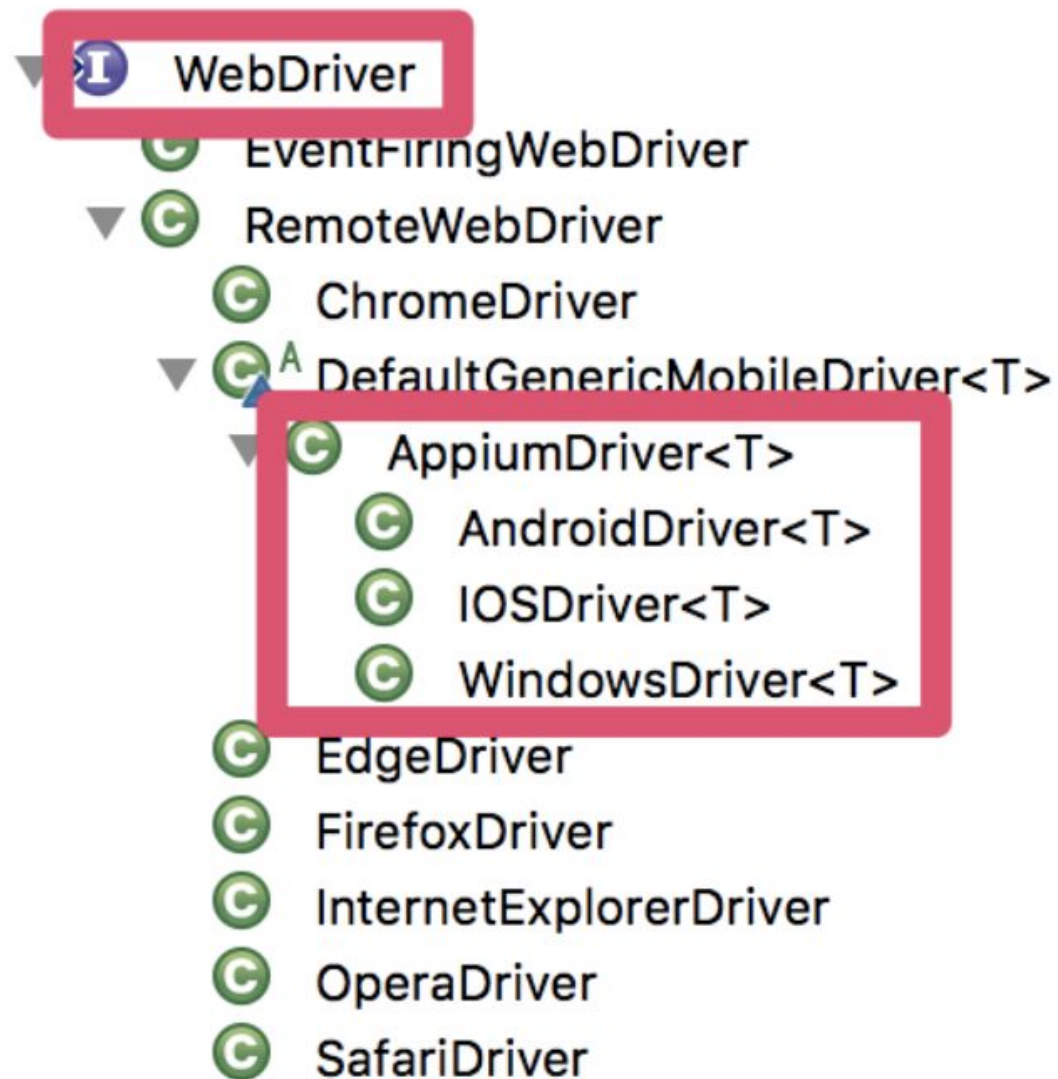 I WebDriver
C EventFiringWebDriver
C RemoteWebDriver
C ChromeDriver
C A DefaultGenericMobileDriver<T>
C AppiumDriver<T>
C AndroidDriver<T>
C IOSDriver<T>
C WindowsDriver<T>
C EdgeDriver
C FirefoxDriver
C InternetExplorerDriver
C OperaDriver
C SafariDriver